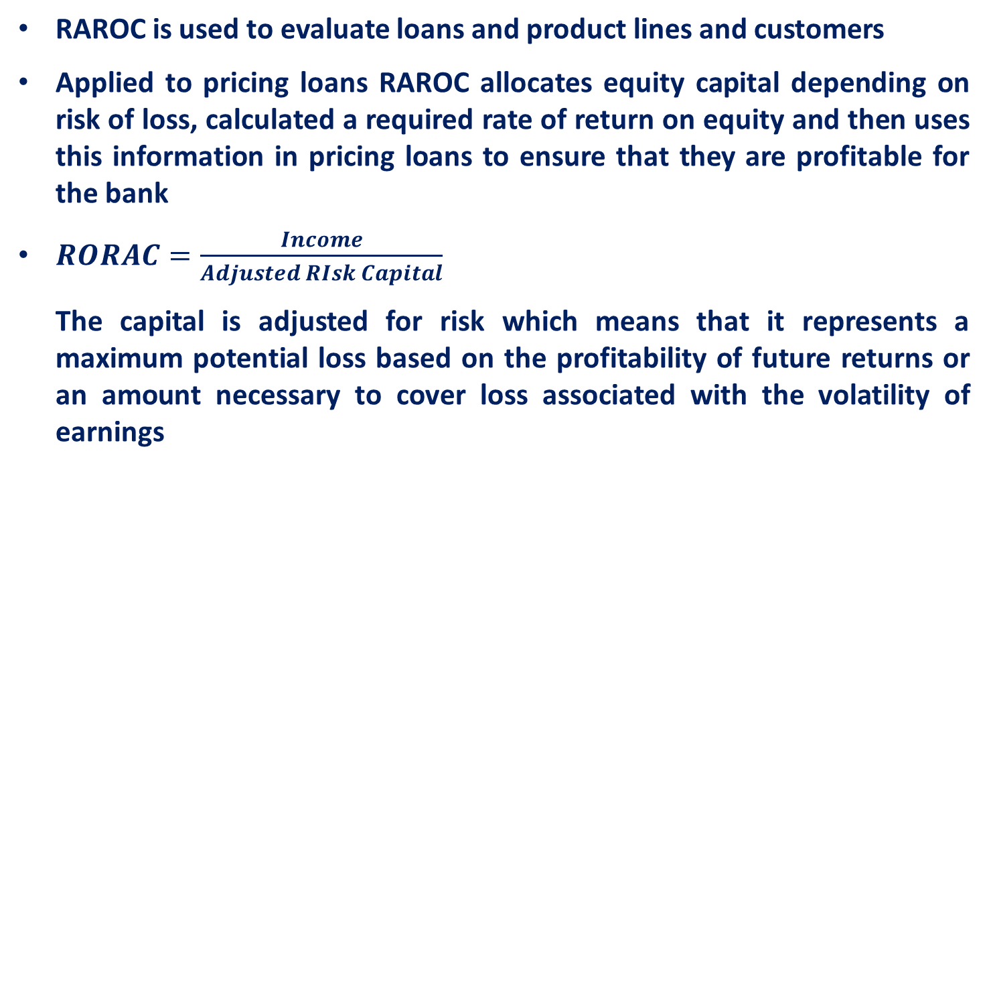 • RAROC is used to evaluate loans and product lines and customers
• Applied to pricing loans RAROC allocates equity capital depending on
risk of loss, calculated a required rate of return on equity and then uses
this information in pricing loans to ensure that they are profitable for
the bank
• RORAC = Income / Adjusted RIsk Capital
The capital is adjusted for risk which means that it represents a
maximum potential loss based on the profitability of future returns or
an amount necessary to cover loss associated with the volatility of
earnings